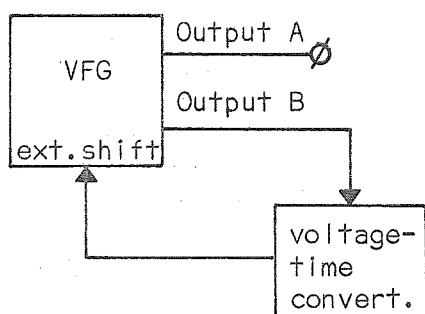 Output A
VFG
Output B
ext.shift
voltage-
time
convert.